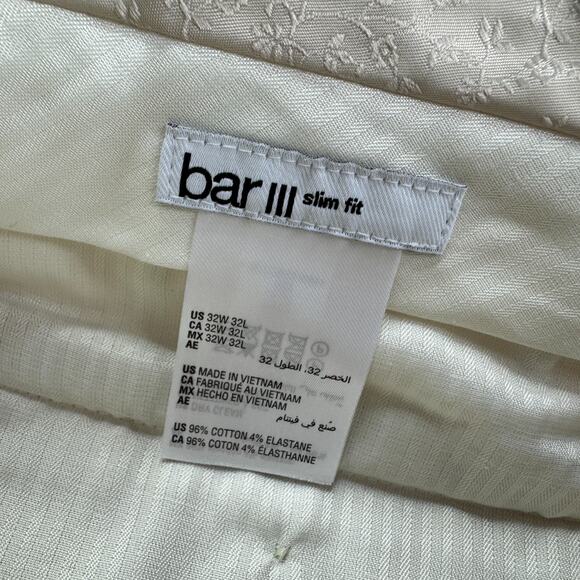 bar III slim fit
US 32W 32L
CA 32W 32L
MX 32W 32L
AE
الخصر 32، الطول 32
US MADE IN VIETNAM
CA FABRIQUÉ AU VIETNAM
MX HECHO EN VIETNAM
AE
صنع في فيتنام
US 96% COTTON 4% ELASTANE
CA 96% COTON 4% ÉLASTHANNE